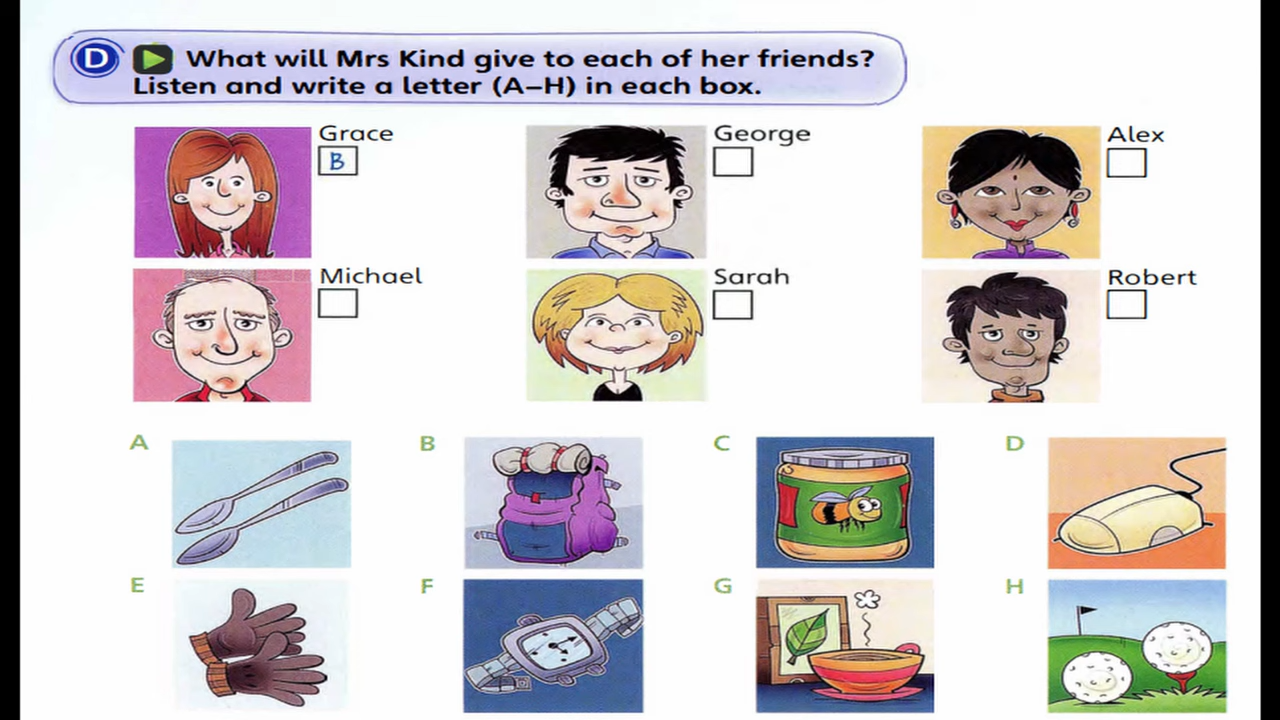 D What will Mrs Kind give to each of her friends?
Listen and write a letter (A–H) in each box.
Grace
B
George
Alex
Michael
Sarah
Robert
A
B
C
D
E
F
G
H